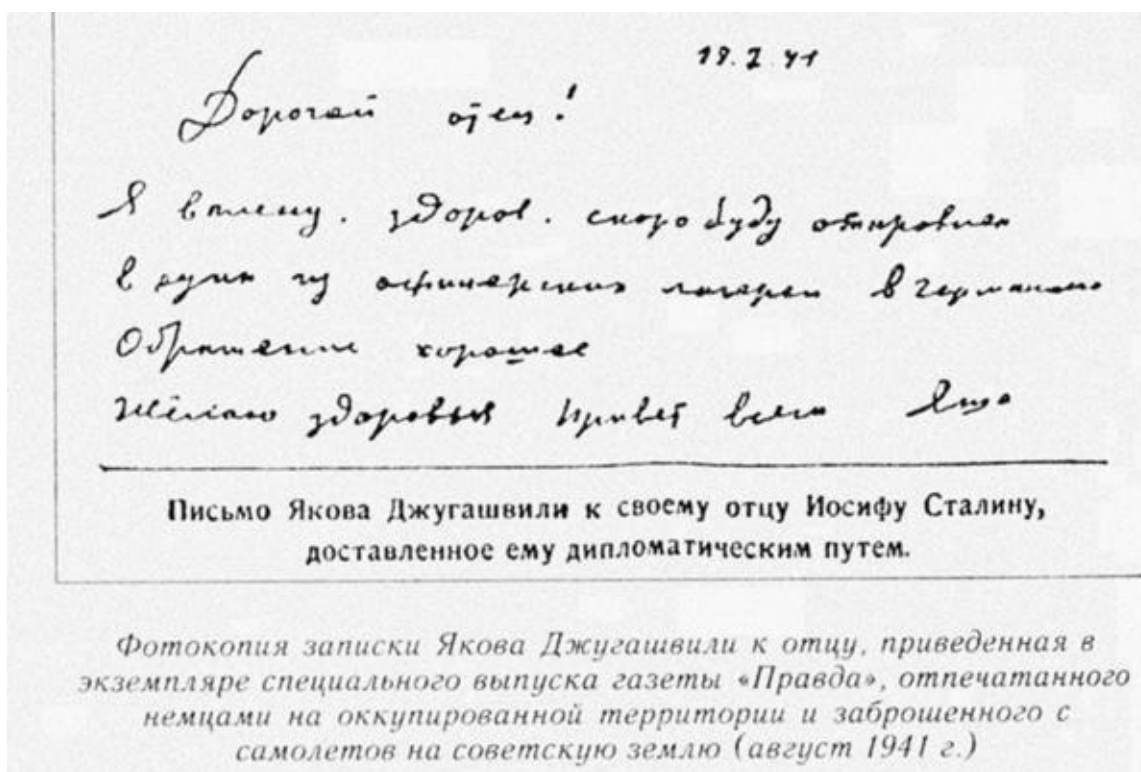 19.7.41
Дорогой отец!
Я в плену. здоров. скоро буду отправлен
в один из офицерских лагерей в Германию
Обращение хорошее
Желаю здоровья Привет всем Яша
Письмо Якова Джугашвили к своему отцу Иосифу Сталину,
доставленное ему дипломатическим путем.
Фотокопия записки Якова Джугашвили к отцу, приведенная в
экземпляре специального выпуска газеты «Правда», отпечатанного
немцами на оккупированной территории и заброшенного с
самолетов на советскую землю (август 1941 г.)